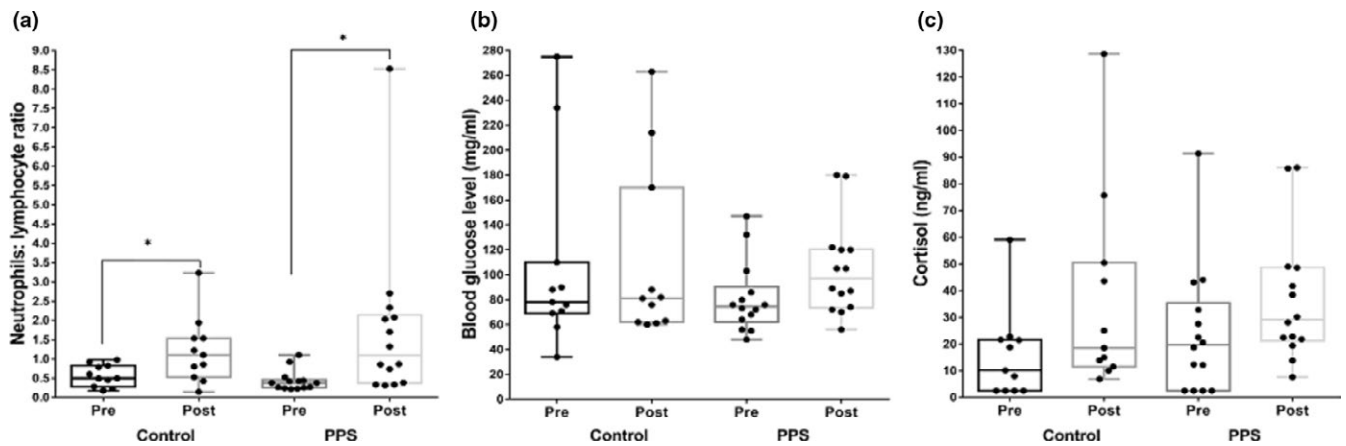 (a)
Neutrophils: lymphocyte ratio
9.0
8.5
8.0
7.5
7.0
6.5
6.0
5.5
5.0
4.5
4.0
3.5
3.0
2.5
2.0
1.5
1.0
0.5
0.0
*
*
Pre
Post
Pre
Post
Control
PPS
(b)
Blood glucose level (mg/ml)
280
260
240
220
200
180
160
140
120
100
80
60
40
20
0
Pre
Post
Pre
Post
Control
PPS
(c)
Cortisol (ng/ml)
130
120
110
100
90
80
70
60
50
40
30
20
10
0
Pre
Post
Pre
Post
Control
PPS